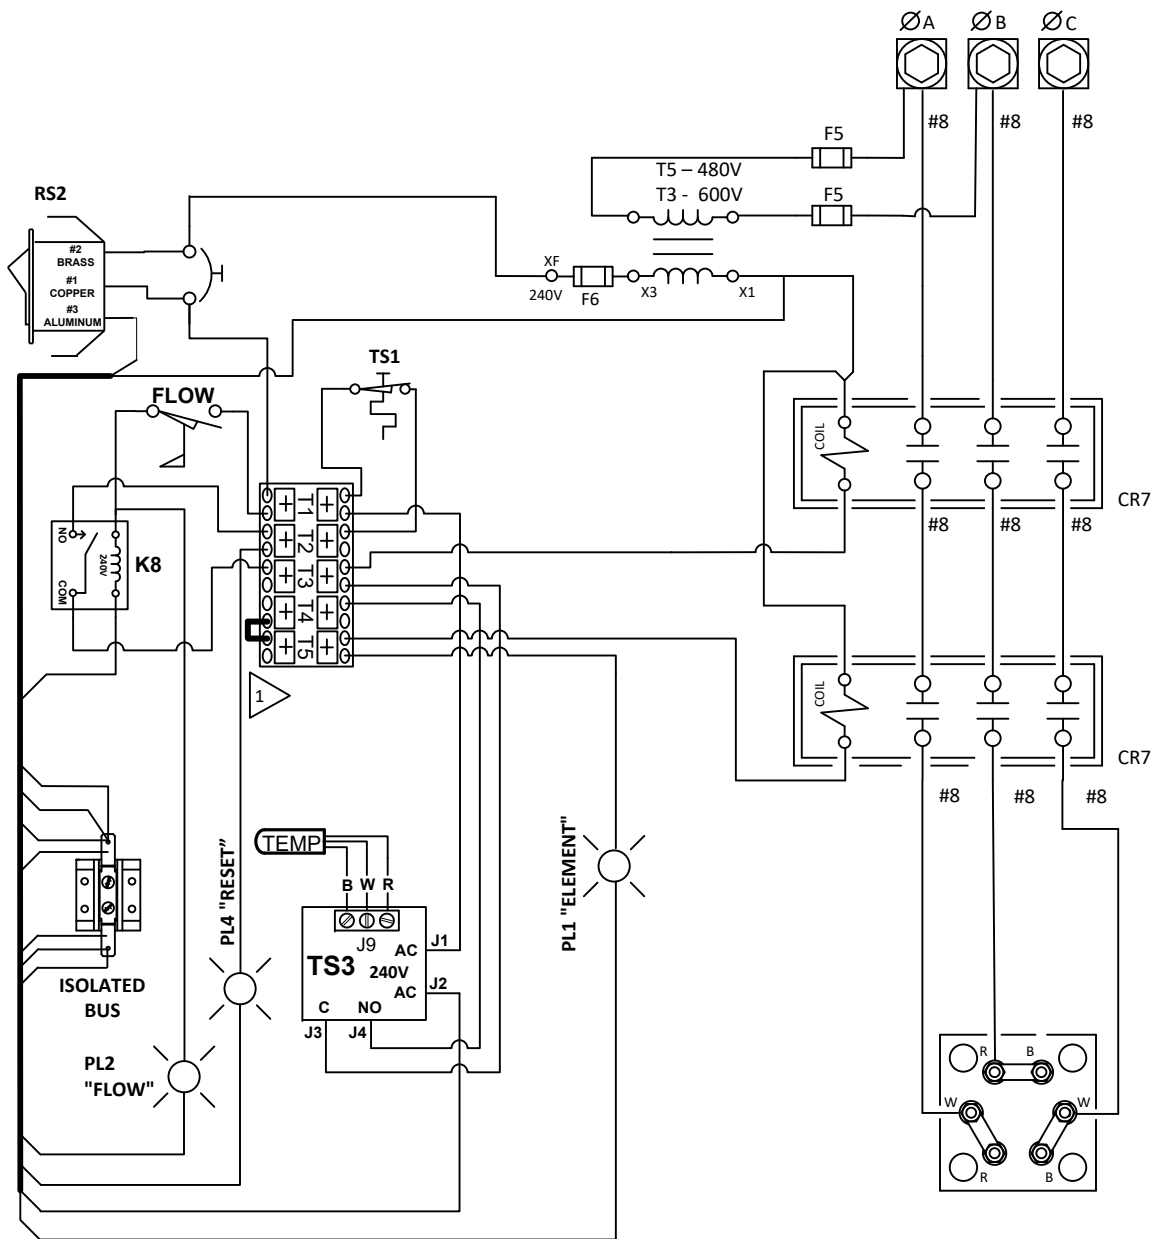 ØA
ØB
ØC
#8
#8
#8
F5
T5 – 480V
T3 - 600V
F5
RS2
#2
BRASS
#1
COPPER
#3
ALUMINUM
XF
240V
F6
X3
X1
TS1
FLOW
COIL
CR7
#8
#8
#8
NO
COM
240V
K8
T1
T2
T3
T4
T5
1
COIL
CR7
#8
#8
#8
TEMP
B W R
J9
TS3
240V
AC
AC
J1
J2
C
NO
J3
J4
PL4 "RESET"
PL1 "ELEMENT"
ISOLATED
BUS
PL2
"FLOW"
R
B
W
W
R
B